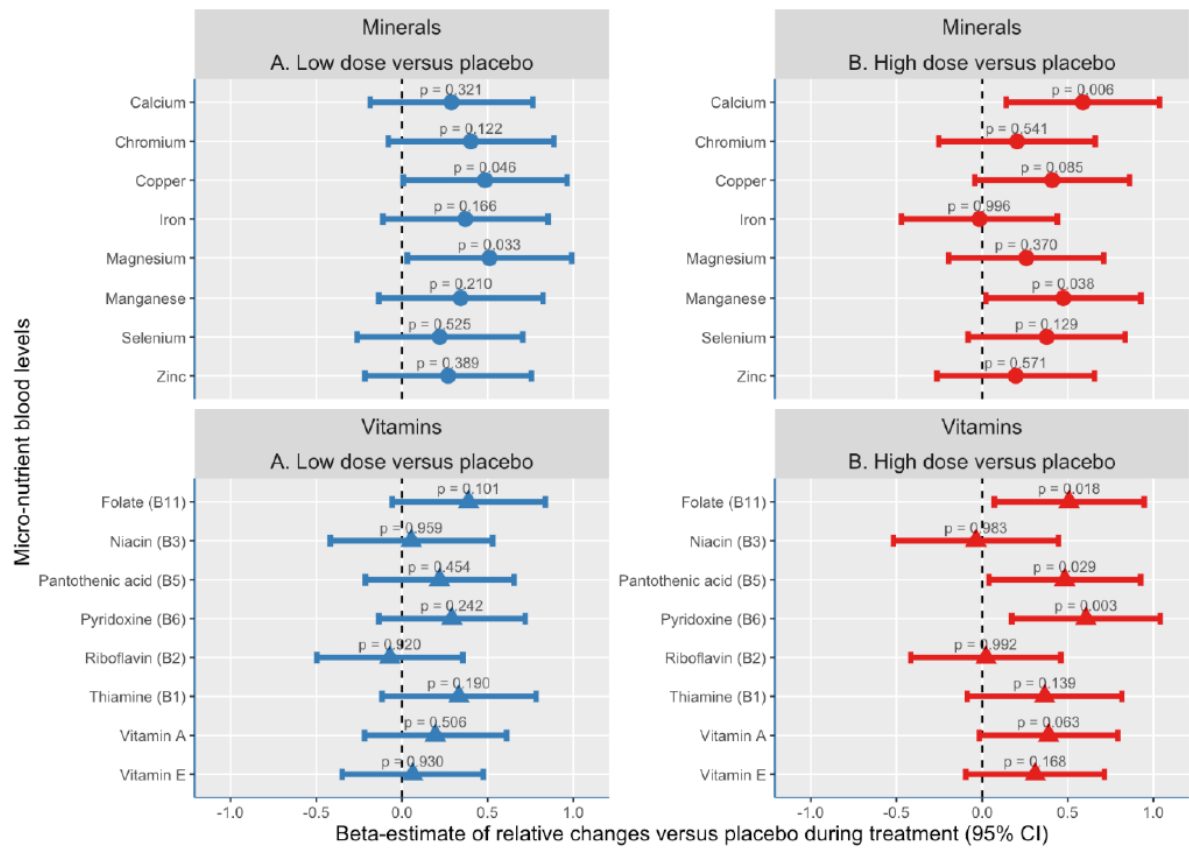 Micro-nutrient blood levels
Minerals
A. Low dose versus placebo
Calcium
p = 0.321
Chromium
p = 0.122
Copper
p = 0.046
Iron
p = 0.166
Magnesium
p = 0.033
Manganese
p = 0.210
Selenium
p = 0.525
Zinc
p = 0.389
Minerals
B. High dose versus placebo
Calcium
p = 0.006
Chromium
p = 0.541
Copper
p = 0.085
Iron
p = 0.996
Magnesium
p = 0.370
Manganese
p = 0.038
Selenium
p = 0.129
Zinc
p = 0.571
Vitamins
A. Low dose versus placebo
Folate (B11)
p = 0.101
Niacin (B3)
p = 0.959
Pantothenic acid (B5)
p = 0.454
Pyridoxine (B6)
p = 0.242
Riboflavin (B2)
p = 0.920
Thiamine (B1)
p = 0.190
Vitamin A
p = 0.506
Vitamin E
p = 0.930
-1.0 -0.5 0.0 0.5 1.0
Vitamins
B. High dose versus placebo
Folate (B11)
p = 0.018
Niacin (B3)
p = 0.983
Pantothenic acid (B5)
p = 0.029
Pyridoxine (B6)
p = 0.003
Riboflavin (B2)
p = 0.992
Thiamine (B1)
p = 0.139
Vitamin A
p = 0.063
Vitamin E
p = 0.168
-1.0 -0.5 0.0 0.5 1.0
Beta-estimate of relative changes versus placebo during treatment (95% CI)